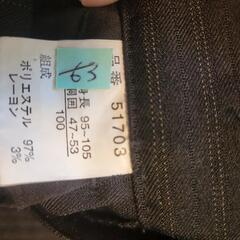 品番 51703
身長 95~105
胴囲 47~53
100
組成
ポリエステル 97%
レーヨン 3%